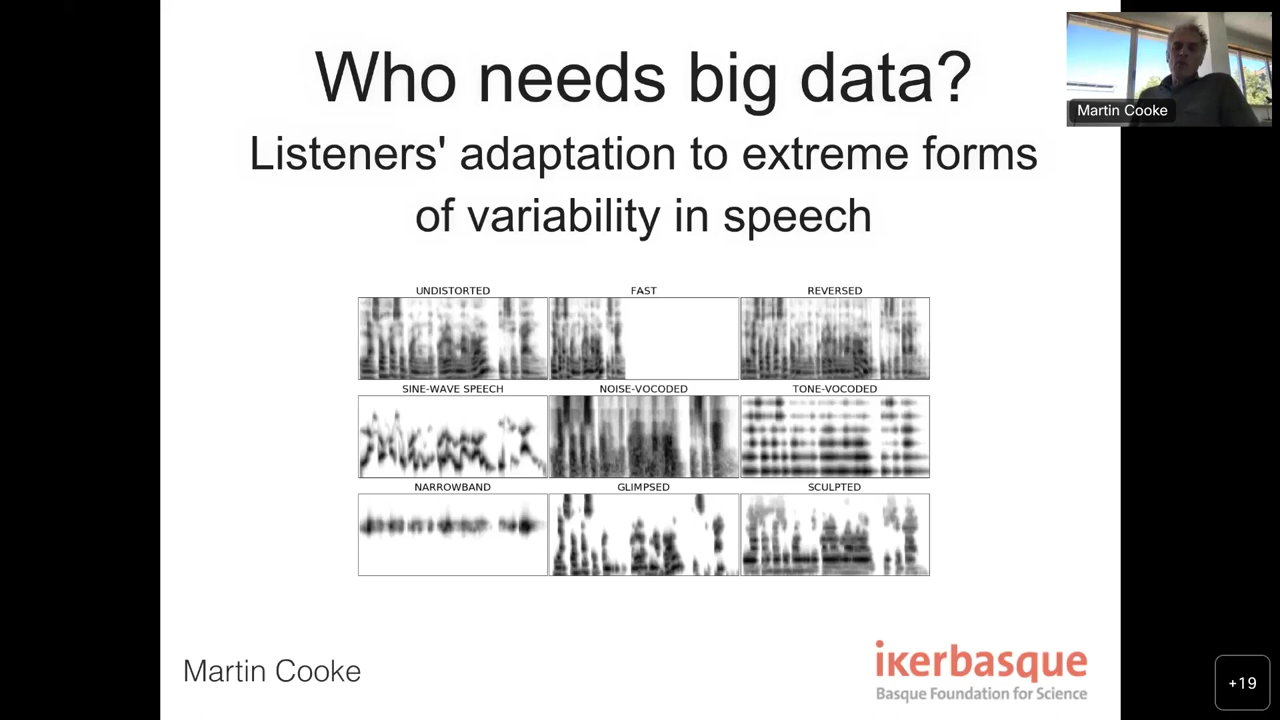 Who needs big data?
Listeners' adaptation to extreme forms
of variability in speech
Martin Cooke
UNDISTORTED FAST REVERSED
SINE-WAVE SPEECH NOISE-VOCODED TONE-VOCODED
NARROWBAND GLIMPSED SCULPTED
Martin Cooke
ikerbasque
Basque Foundation for Science
+19